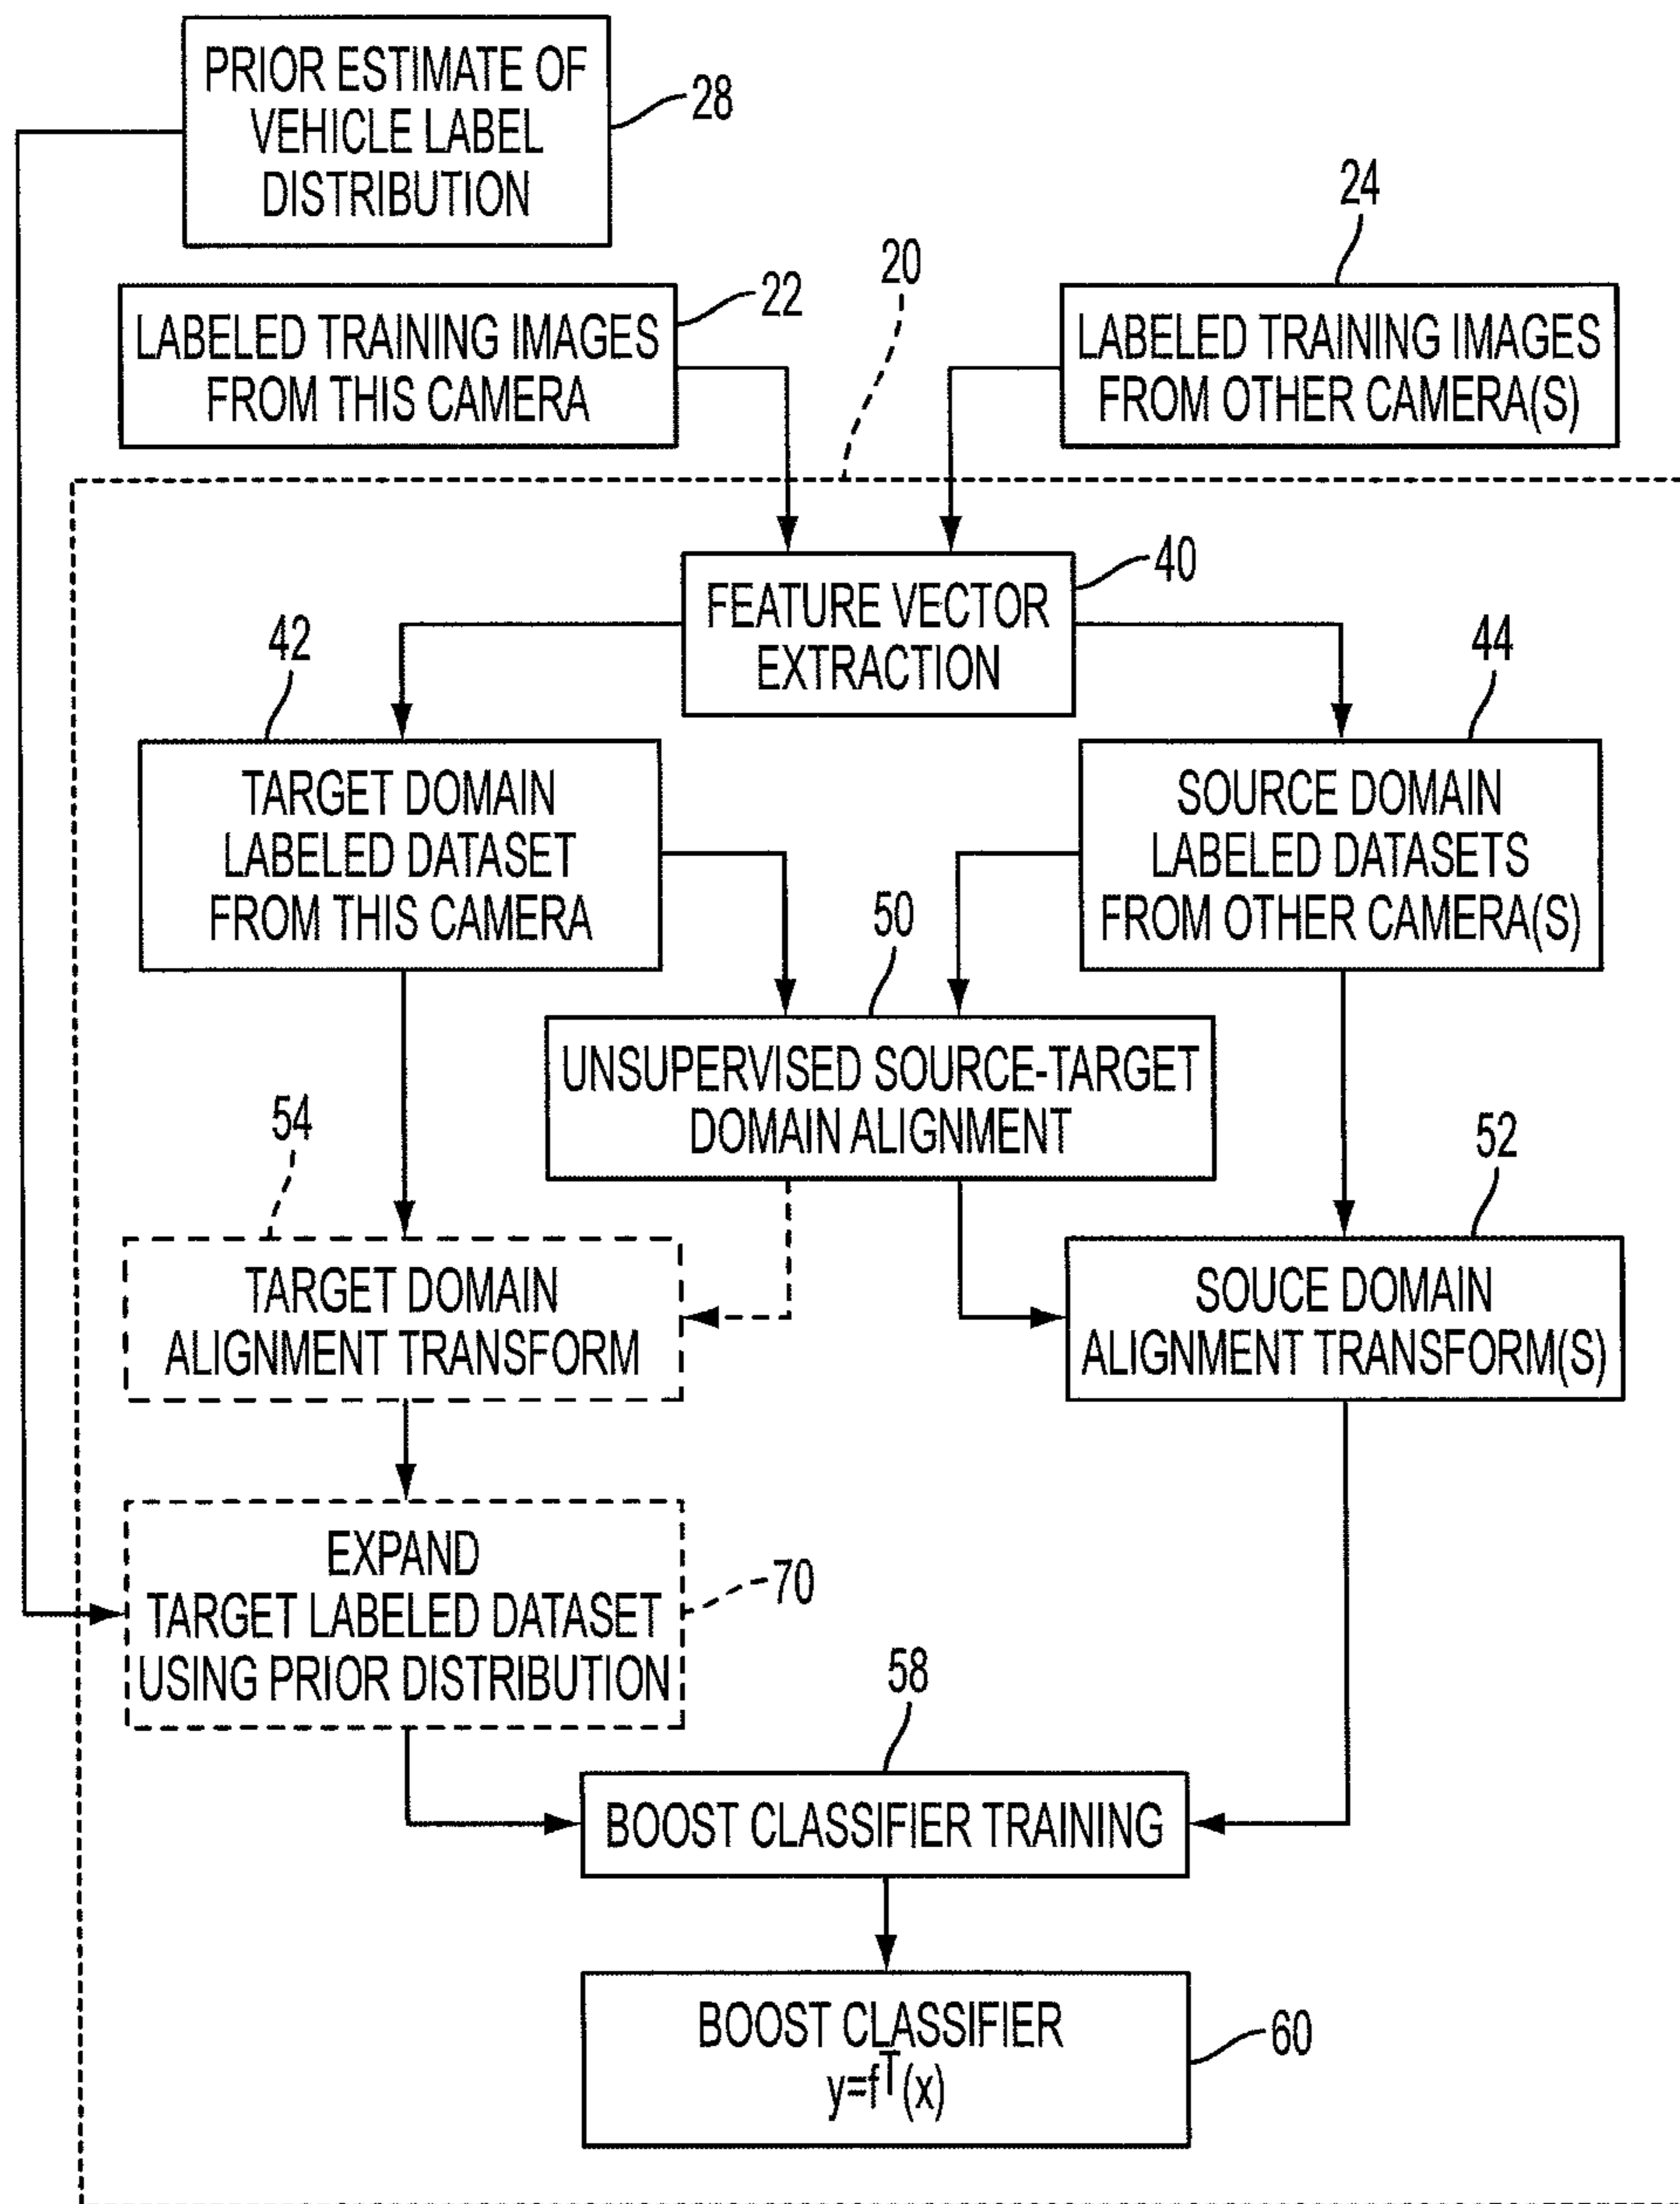 PRIOR ESTIMATE OF
VEHICLE LABEL
DISTRIBUTION
28
24
20
22
LABELED TRAINING IMAGES
FROM THIS CAMERA
LABELED TRAINING IMAGES
FROM OTHER CAMERA(S)
40
FEATURE VECTOR
EXTRACTION
42
44
TARGET DOMAIN
LABELED DATASET
FROM THIS CAMERA
SOURCE DOMAIN
LABELED DATASETS
FROM OTHER CAMERA(S)
50
UNSUPERVISED SOURCE-TARGET
DOMAIN ALIGNMENT
54
52
TARGET DOMAIN
ALIGNMENT TRANSFORM
SOUCE DOMAIN
ALIGNMENT TRANSFORM(S)
EXPAND
TARGET LABELED DATASET
USING PRIOR DISTRIBUTION
70
58
BOOST CLASSIFIER TRAINING
BOOST CLASSIFIER
y=f^T̄(x)
60